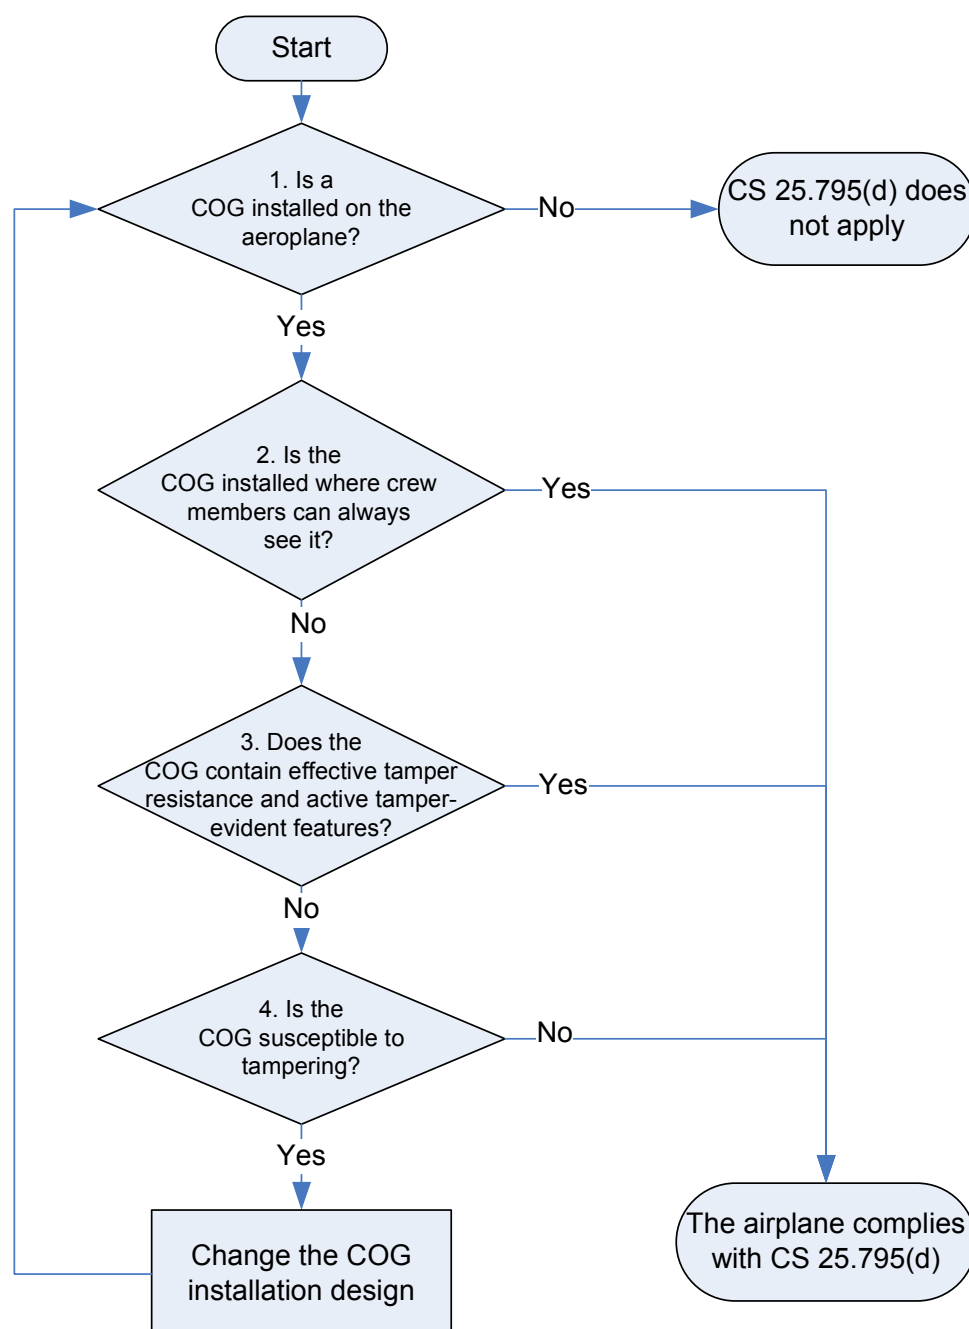 Start
1. Is a
COG installed on the
aeroplane?
No
CS 25.795(d) does
not apply
Yes
2. Is the
COG installed where crew
members can always
see it?
Yes
No
3. Does the
COG contain effective tamper
resistance and active tamper-
evident features?
Yes
No
4. Is the
COG susceptible to
tampering?
No
Yes
Change the COG
installation design
The airplane complies
with CS 25.795(d)